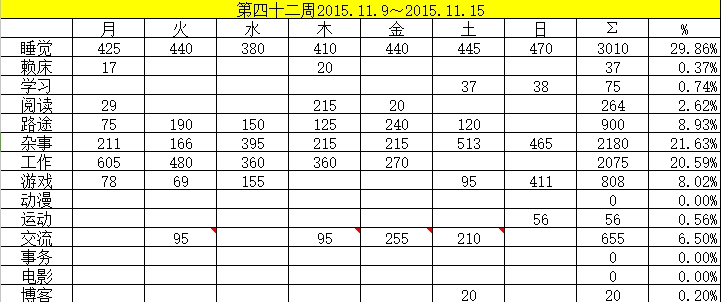 第四十二周2015.11.9～2015.11.15
月 火 水 木 金 土 日 Σ %
睡觉 425 440 380 410 440 445 470 3010 29.86%
赖床 17 20 37 0.37%
学习 37 38 75 0.74%
阅读 29 215 20 264 2.62%
路途 75 190 150 125 240 120 900 8.93%
杂事 211 166 395 215 215 513 465 2180 21.63%
工作 605 480 360 360 270 2075 20.59%
游戏 78 69 155 95 411 808 8.02%
动漫 0 0.00%
运动 56 56 0.56%
交流 95 95 255 210 655 6.50%
事务 0 0.00%
电影 0 0.00%
博客 20 20 0.20%